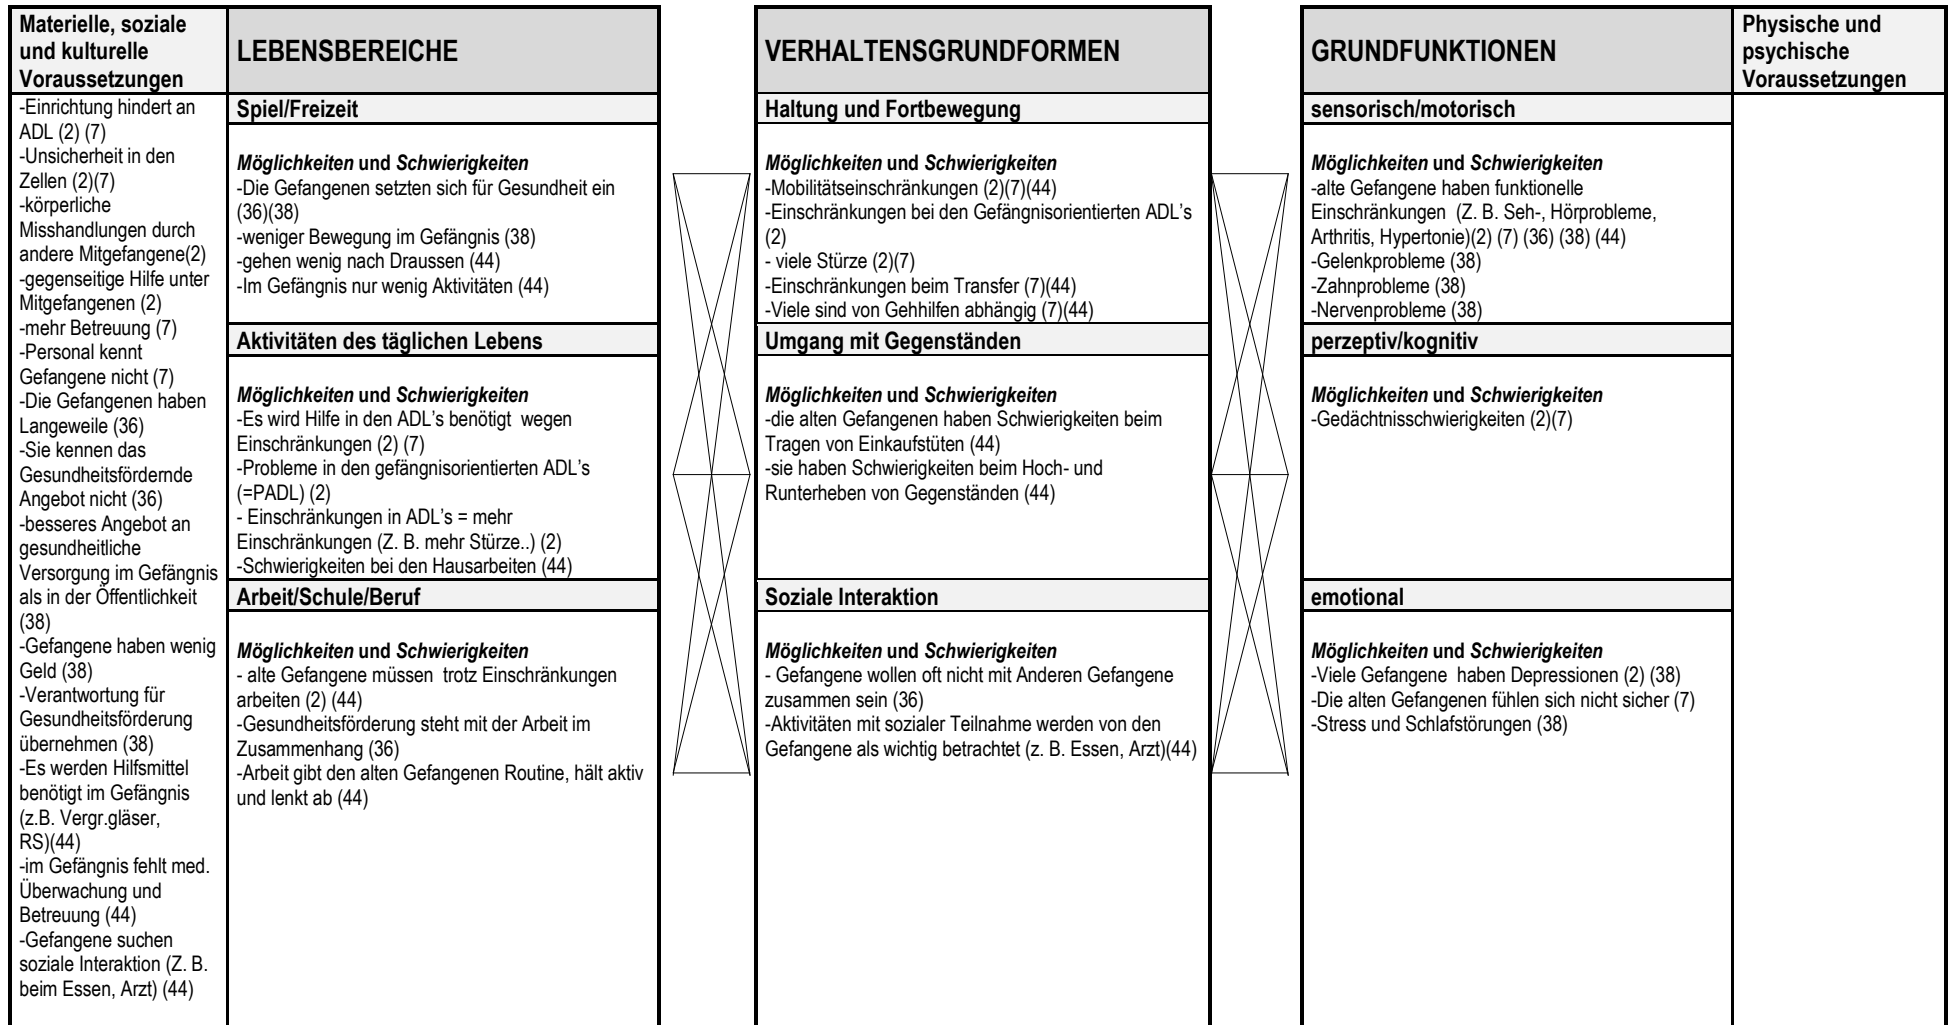 Materielle, soziale
und kulturelle
Voraussetzungen
-Einrichtung hindert an
ADL (2) (7)
-Unsicherheit in den
Zellen (2)(7)
-körperliche
Misshandlungen durch
andere Mitgefangene(2)
-gegenseitige Hilfe unter
Mitgefangenen (2)
-mehr Betreuung (7)
-Personal kennt
Gefangene nicht (7)
-Die Gefangenen haben
Langeweile (36)
-Sie kennen das
Gesundheitsfördernde
Angebot nicht (36)
-besseres Angebot an
gesundheitliche
Versorgung im Gefängnis
als in der Öffentlichkeit
(38)
-Gefangene haben wenig
Geld (38)
-Verantwortung für
Gesundheitsförderung
übernehmen (38)
-Es werden Hilfsmittel
benötigt im Gefängnis
(z.B. Vergr.gläser,
RS)(44)
-im Gefängnis fehlt med.
Überwachung und
Betreuung (44)
-Gefangene suchen
soziale Interaktion (Z. B.
beim Essen, Arzt) (44)
LEBENSBEREICHE
Spiel/Freizeit
Möglichkeiten und Schwierigkeiten
-Die Gefangenen setzten sich für Gesundheit ein
(36)(38)
-weniger Bewegung im Gefängnis (38)
-gehen wenig nach Draussen (44)
-Im Gefängnis nur wenig Aktivitäten (44)
Aktivitäten des täglichen Lebens
Möglichkeiten und Schwierigkeiten
-Es wird Hilfe in den ADL's benötigt wegen
Einschränkungen (2) (7)
-Probleme in den gefängnisorientierten ADL's
(=PADL) (2)
- Einschränkungen in ADL's = mehr
Einschränkungen (Z. B. mehr Stürze..) (2)
-Schwierigkeiten bei den Hausarbeiten (44)
Arbeit/Schule/Beruf
Möglichkeiten und Schwierigkeiten
- alte Gefangene müssen trotz Einschränkungen
arbeiten (2) (44)
-Gesundheitsförderung steht mit der Arbeit im
Zusammenhang (36)
-Arbeit gibt den alten Gefangenen Routine, hält aktiv
und lenkt ab (44)
VERHALTENSGRUNDFORMEN
Haltung und Fortbewegung
Möglichkeiten und Schwierigkeiten
-Mobilitätseinschränkungen (2)(7)(44)
-Einschränkungen bei den Gefängnisorientierten ADL's
(2)
- viele Stürze (2)(7)
-Einschränkungen beim Transfer (7)(44)
-Viele sind von Gehhilfen abhängig (7)(44)
Umgang mit Gegenständen
Möglichkeiten und Schwierigkeiten
-die alten Gefangenen haben Schwierigkeiten beim
Tragen von Einkaufstüten (44)
-sie haben Schwierigkeiten beim Hoch- und
Runterheben von Gegenständen (44)
Soziale Interaktion
Möglichkeiten und Schwierigkeiten
- Gefangene wollen oft nicht mit Anderen Gefangene
zusammen sein (36)
-Aktivitäten mit sozialer Teilnahme werden von den
Gefangene als wichtig betrachtet (z. B. Essen, Arzt)(44)
GRUNDFUNKTIONEN
sensorisch/motorisch
Möglichkeiten und Schwierigkeiten
-alte Gefangene haben funktionelle
Einschränkungen (Z. B. Seh-, Hörprobleme,
Arthritis, Hypertonie)(2) (7) (36) (38) (44)
-Gelenkprobleme (38)
-Zahnprobleme (38)
-Nervenprobleme (38)
perzeptiv/kognitiv
Möglichkeiten und Schwierigkeiten
-Gedächtnisschwierigkeiten (2)(7)
emotional
Möglichkeiten und Schwierigkeiten
-Viele Gefangene haben Depressionen (2) (38)
-Die alten Gefangenen fühlen sich nicht sicher (7)
-Stress und Schlafstörungen (38)
Physische und
psychische
Voraussetzungen